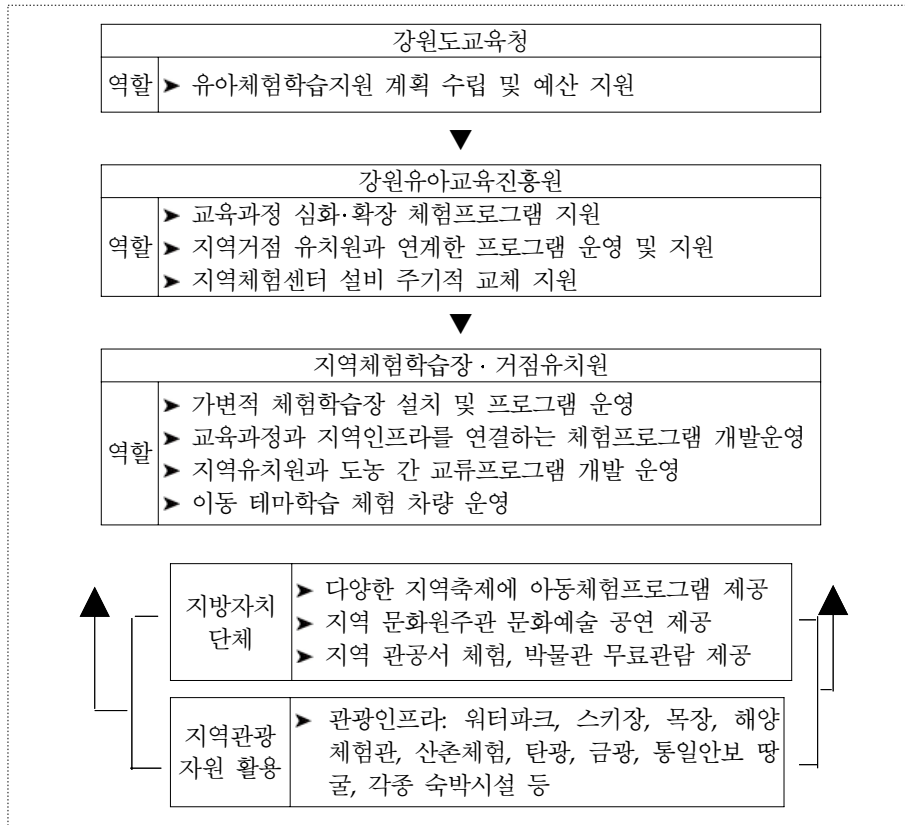 강원도교육청
역할 ➤ 유아체험학습지원 계획 수립 및 예산 지원
▼
강원유아교육진흥원
➤ 교육과정 심화·확장 체험프로그램 지원
역할 ➤ 지역거점 유치원과 연계한 프로그램 운영 및 지원
➤ 지역체험센터 설비 주기적 교체 지원
▼
지역체험학습장·거점유치원
역할
➤ 가변적 체험학습장 설치 및 프로그램 운영
➤ 교육과정과 지역인프라를 연결하는 체험프로그램 개발운영
➤ 지역유치원과 도농 간 교류프로그램 개발 운영
➤ 이동 테마학습 체험 차량 운영
지방자치
단체
➤ 다양한 지역축제에 아동체험프로그램 제공
➤ 지역 문화원주관 문화예술 공연 제공
➤ 지역 관공서 체험, 박물관 무료관람 제공
지역관광
자원 활용
➤ 관광인프라: 워터파크, 스키장, 목장, 해양
체험관, 산촌체험, 탄광, 금광, 통일안보 땅
굴, 각종 숙박시설 등